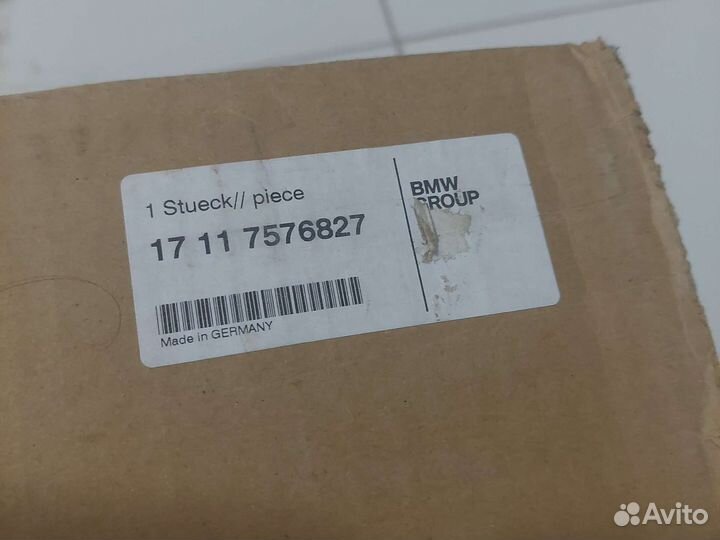 1 Stueck// piece
17 11 7576827
Made in GERMANY
BMW
GROUP
Avito